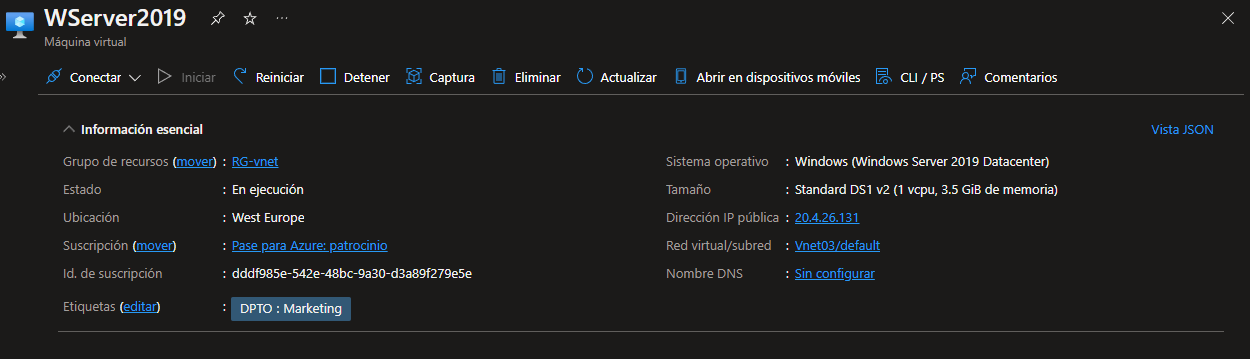 WServer2019 ...
Máquina virtual
» Conectar Iniciar Reiniciar Detener Captura Eliminar Actualizar Abrir en dispositivos móviles CLI / PS Comentarios
Información esencial Vista JSON
Grupo de recursos (mover) : RG-vnet Sistema operativo : Windows (Windows Server 2019 Datacenter)
Estado : En ejecución Tamaño : Standard DS1 v2 (1 vcpu, 3.5 GiB de memoria)
Ubicación : West Europe Dirección IP pública : 20.4.26.131
Suscripción (mover) : Pase para Azure: patrocinio Red virtual/subred : Vnet03/default
Id. de suscripción : dddf985e-542e-48bc-9a30-d3a89f279e5e Nombre DNS : Sin configurar
Etiquetas (editar) : DPTO : Marketing